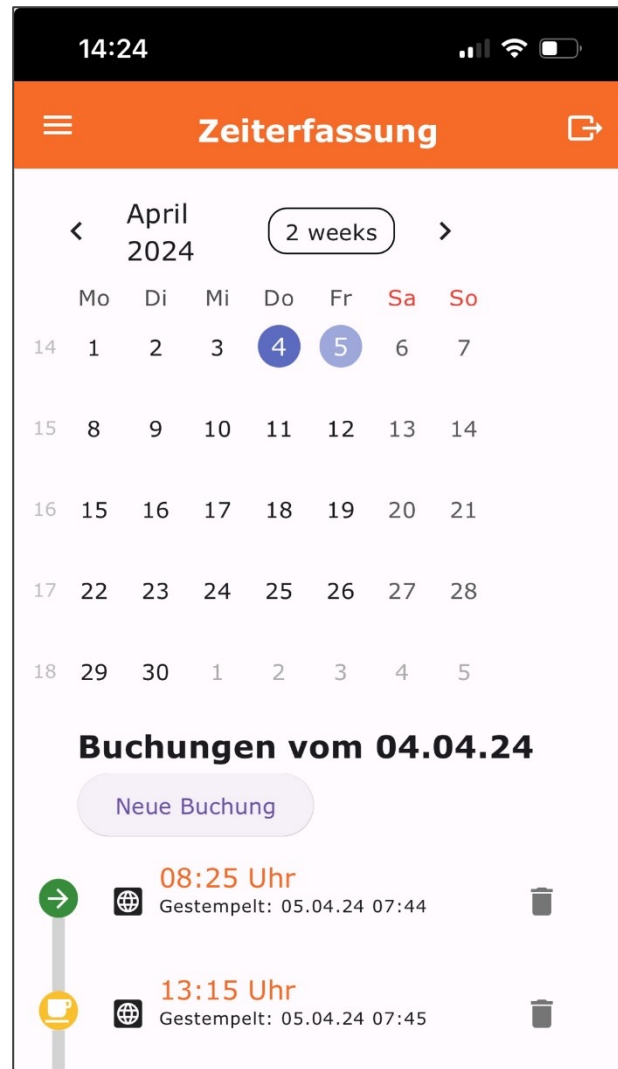 14:24
Zeiterfassung
April
2024
2 weeks
Mo Di Mi Do Fr Sa So
14 1 2 3 4 5 6 7
15 8 9 10 11 12 13 14
16 15 16 17 18 19 20 21
17 22 23 24 25 26 27 28
18 29 30 1 2 3 4 5
Buchungen vom 04.04.24
Neue Buchung
08:25 Uhr
Gestempelt: 05.04.24 07:44
13:15 Uhr
Gestempelt: 05.04.24 07:45